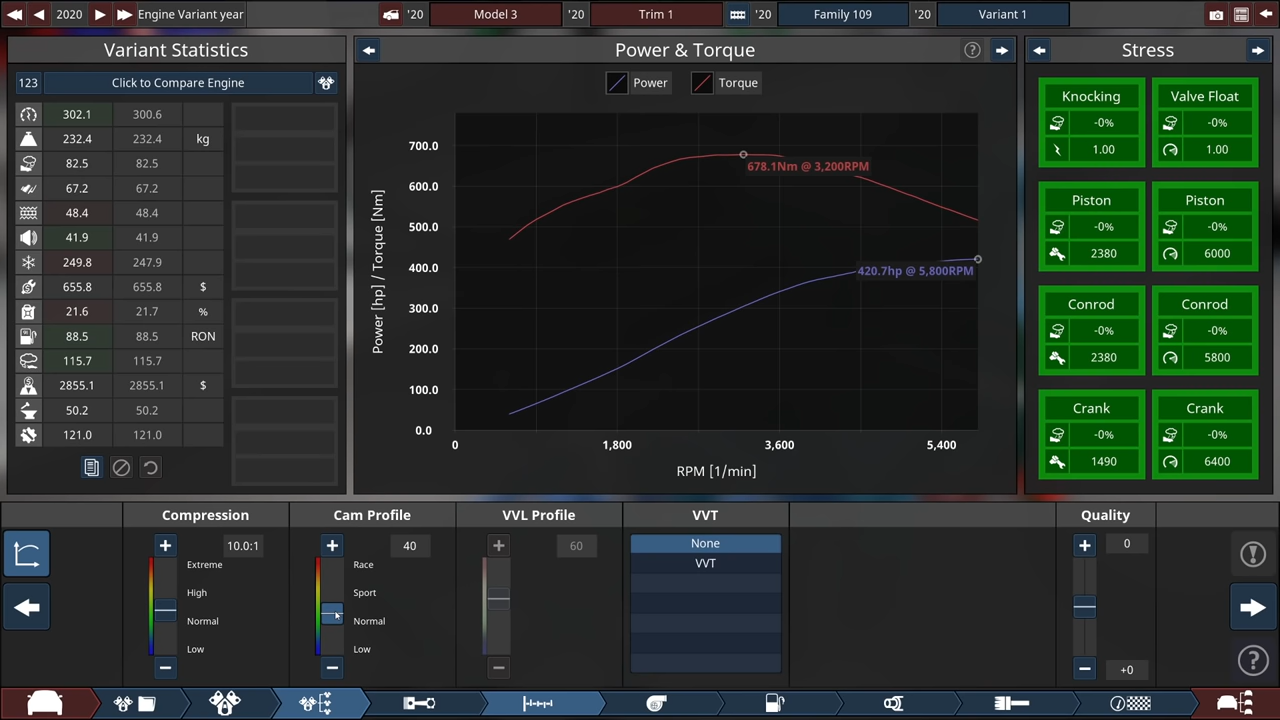 2020 Engine Variant year '20 Model 3 '20 Trim 1 '20 Family 109 '20 Variant 1
Variant Statistics
123 Click to Compare Engine
302.1 300.6
232.4 232.4 kg
82.5 82.5
67.2 67.2
48.4 48.4
41.9 41.9
249.8 247.9
655.8 655.8 $
21.6 21.7 %
88.5 88.5 RON
115.7 115.7
2855.1 2855.1 $
50.2 50.2
121.0 121.0
Power & Torque ?
Power Torque
Power [hp] / Torque [Nm]
700.0
600.0
500.0
400.0
300.0
200.0
100.0
0.0
678.1Nm @ 3,200RPM
420.7hp @ 5,800RPM
0 1,800 3,600 5,400
RPM [1/min]
Stress
Knocking Valve Float
-0% -0%
1.00 1.00
Piston Piston
-0% -0%
2380 6000
Conrod Conrod
-0% -0%
2380 5800
Crank Crank
-0% -0%
1490 6400
Compression
10.0:1
Extreme
High
Normal
Low
Cam Profile
40
Race
Sport
Normal
Low
VVL Profile
60
VVT
None
VVT
Quality
0
+0
?